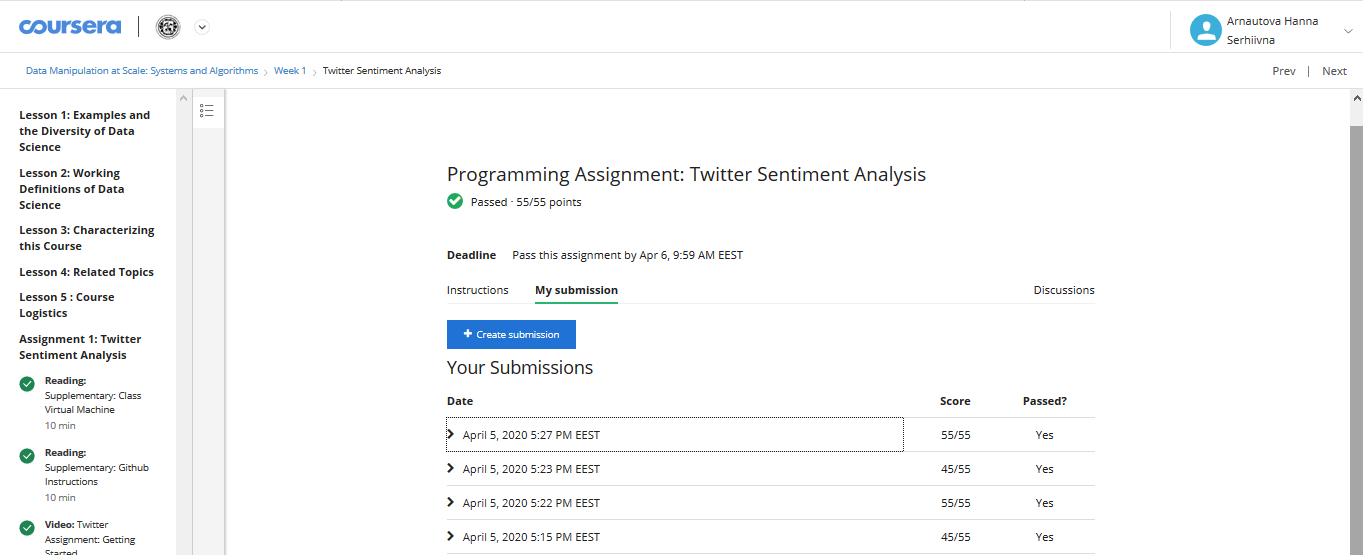 coursera
Arnautova Hanna
Serhiivna
Data Manipulation at Scale: Systems and Algorithms > Week 1 > Twitter Sentiment Analysis
Prev | Next
Lesson 1: Examples and
the Diversity of Data
Science
Lesson 2: Working
Definitions of Data
Science
Lesson 3: Characterizing
this Course
Lesson 4: Related Topics
Lesson 5 : Course
Logistics
Assignment 1: Twitter
Sentiment Analysis
Reading:
Supplementary: Class
Virtual Machine
10 min
Reading:
Supplementary: Github
Instructions
10 min
Video: Twitter
Assignment: Getting
Started
Programming Assignment: Twitter Sentiment Analysis
Passed · 55/55 points
Deadline Pass this assignment by Apr 6, 9:59 AM EEST
Instructions My submission Discussions
+ Create submission
Your Submissions
Date Score Passed?
April 5, 2020 5:27 PM EEST 55/55 Yes
April 5, 2020 5:23 PM EEST 45/55 Yes
April 5, 2020 5:22 PM EEST 55/55 Yes
April 5, 2020 5:15 PM EEST 45/55 Yes